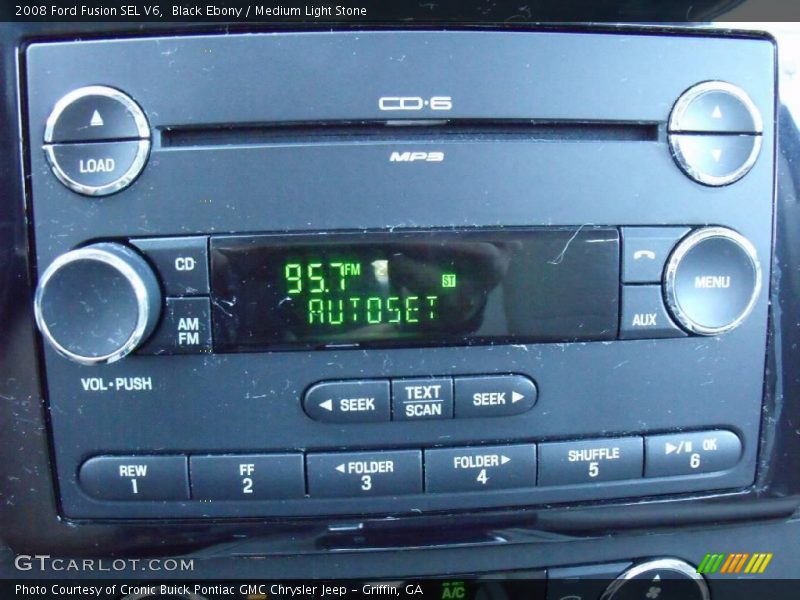 2008 Ford Fusion SEL V6,  Black Ebony / Medium Light Stone
CD·6
LOAD
MP3
CD
AM
FM
VOL•PUSH
95.7 FM
ST
AUTOSET
MENU
AUX
◄ SEEK
TEXT
SCAN
SEEK ►
REW
1
FF
2
◄FOLDER
3
FOLDER►
4
SHUFFLE
5
►/II OK
6
GTCARLOT.COM
A/C
Photo Courtesy of Cronic Buick Pontiac GMC Chrysler Jeep - Griffin, GA